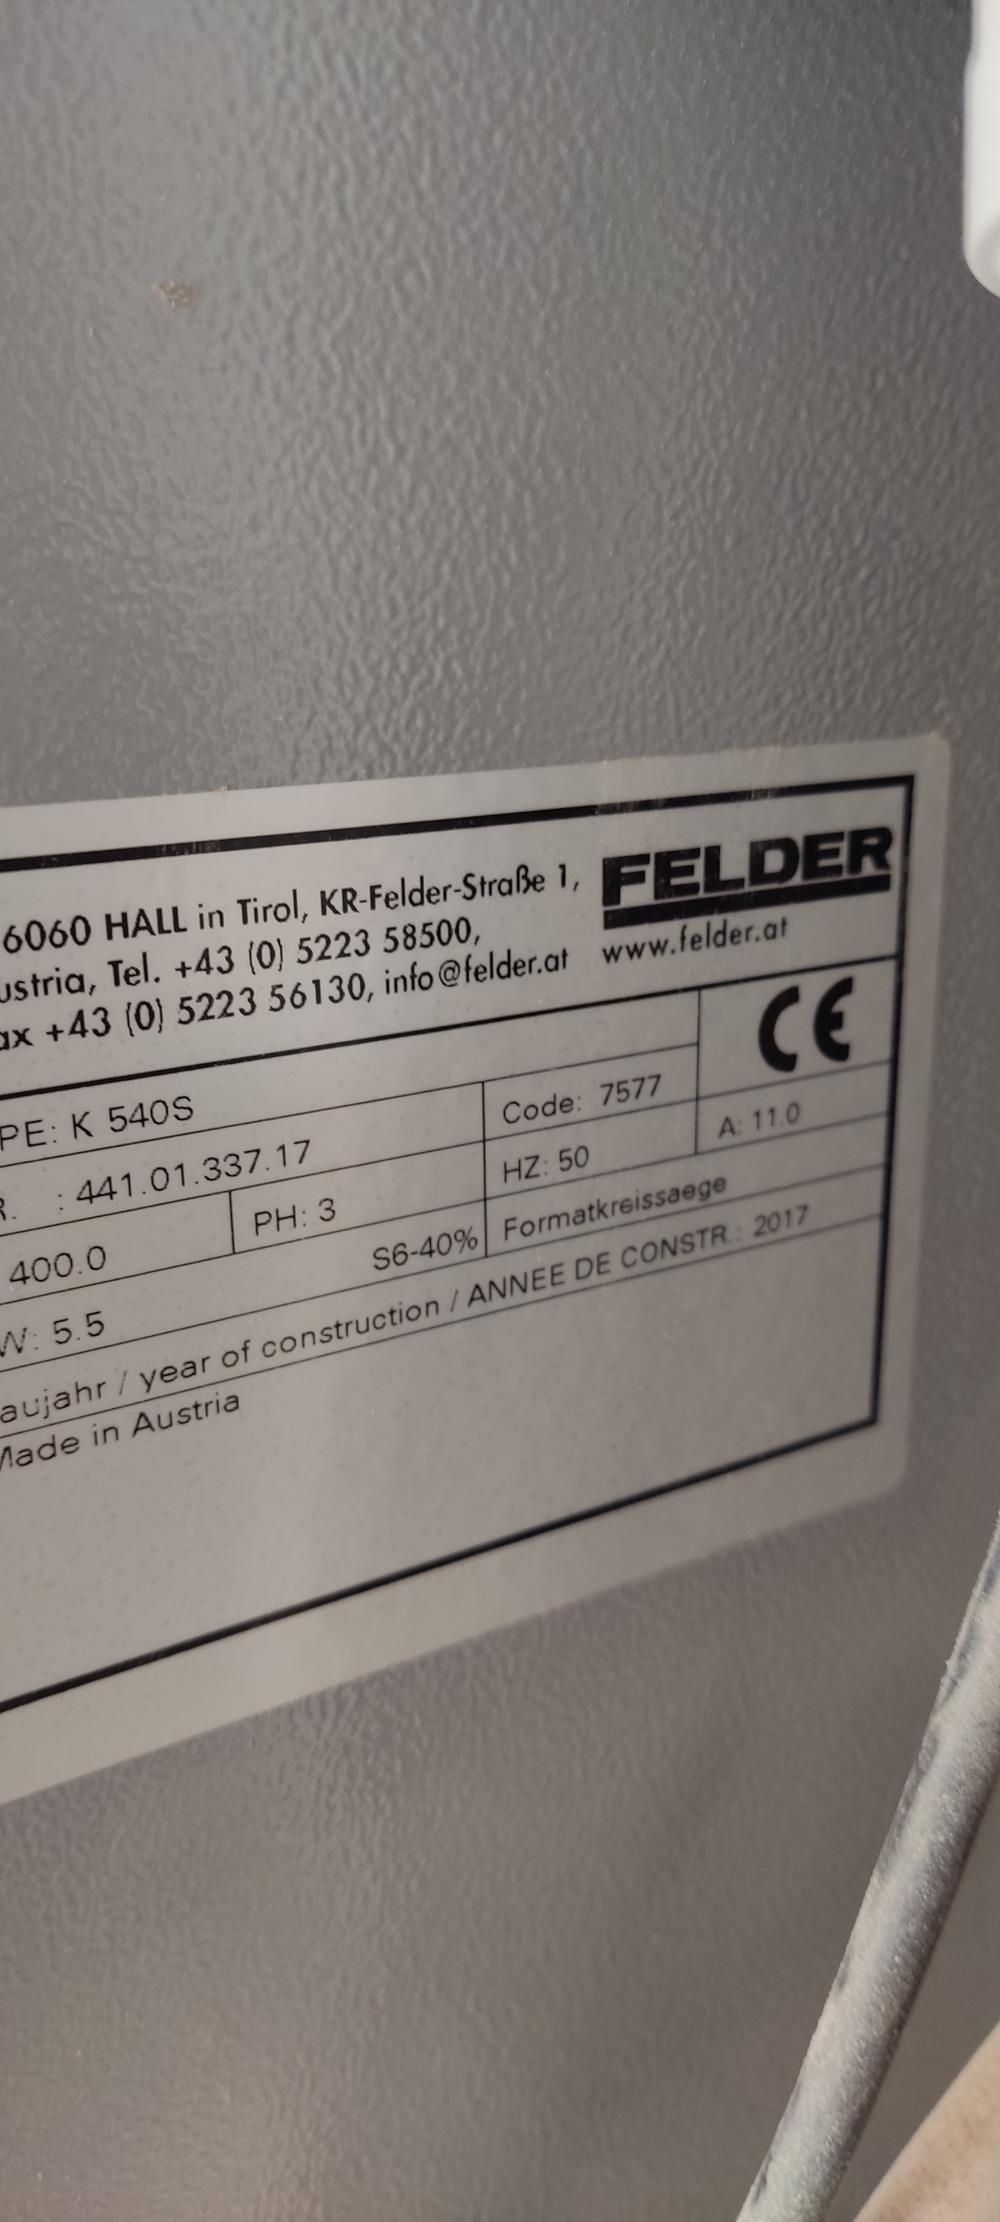 6060 HALL in Tirol, KR-Felder-Straße 1,
ustria, Tel. +43 (0) 5223 58500,
ax +43 (0) 5223 56130, info@felder.at
FELDER
www.felder.at
CE
PE: K 540S
Code: 7577
R. : 441.01.337.17
HZ: 50
A: 11.0
400.0
PH: 3
W: 5.5
S6-40%
Formatkreissaege
aujahr / year of construction / ANNEE DE CONSTR.: 2017
Made in Austria